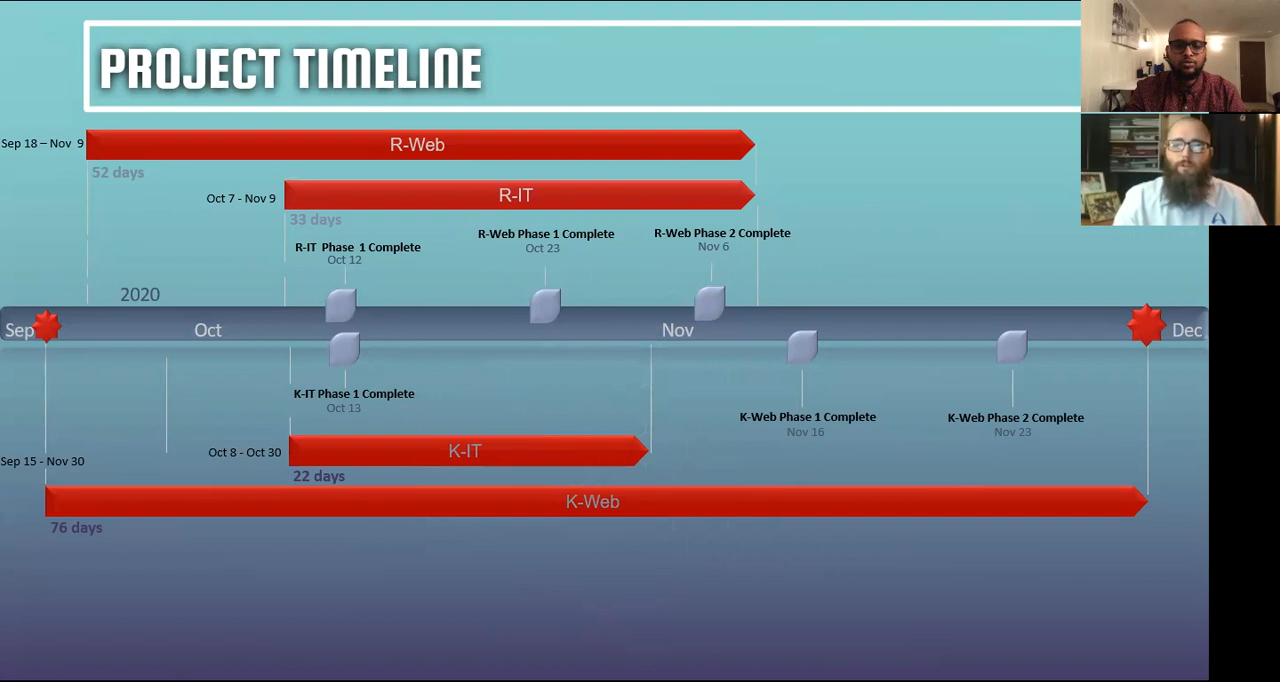 PROJECT TIMELINE
Sep 18 – Nov 9
R-Web
52 days
Oct 7 - Nov 9
R-IT
33 days
R-IT Phase 1 Complete
Oct 12
R-Web Phase 1 Complete
Oct 23
R-Web Phase 2 Complete
Nov 6
2020
Sep
Oct
Nov
Dec
K-IT Phase 1 Complete
Oct 13
K-Web Phase 1 Complete
Nov 16
K-Web Phase 2 Complete
Nov 23
Oct 8 - Oct 30
K-IT
22 days
Sep 15 - Nov 30
K-Web
76 days